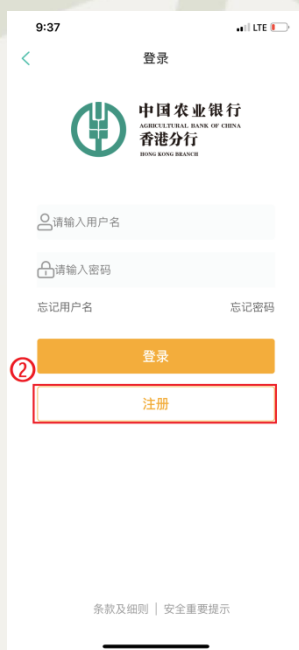 9:37 LTE
登录
中国农业银行
AGRICULTURAL BANK OF CHINA
香港分行
HONG KONG BRANCH
请输入用户名
请输入密码
忘记用户名 忘记密码
登录
②
注册
条款及细则 | 安全重要提示